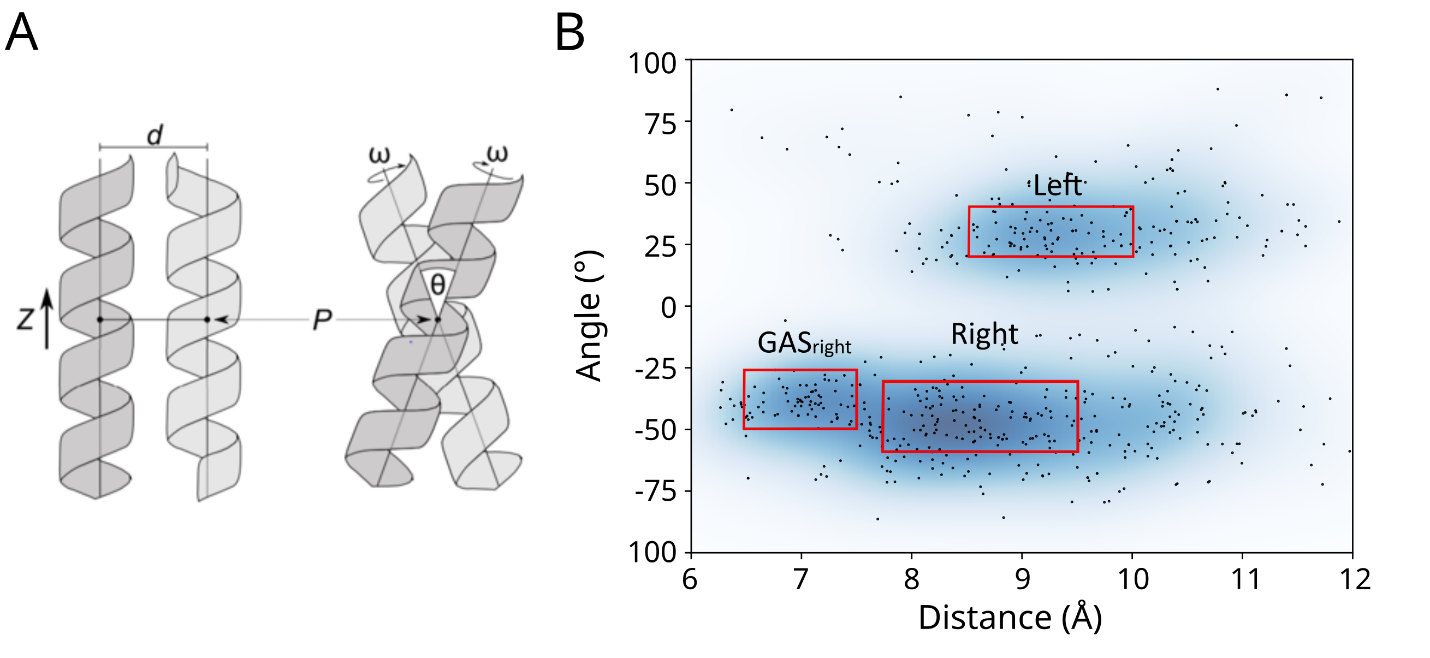 A
d
Z
P
ω
ω
θ
B
100
75
50
25
0
-25
-50
-75
100
Angle (°)
Left
GASright
Right
6
7
8
9
10
11
12
Distance (Å)